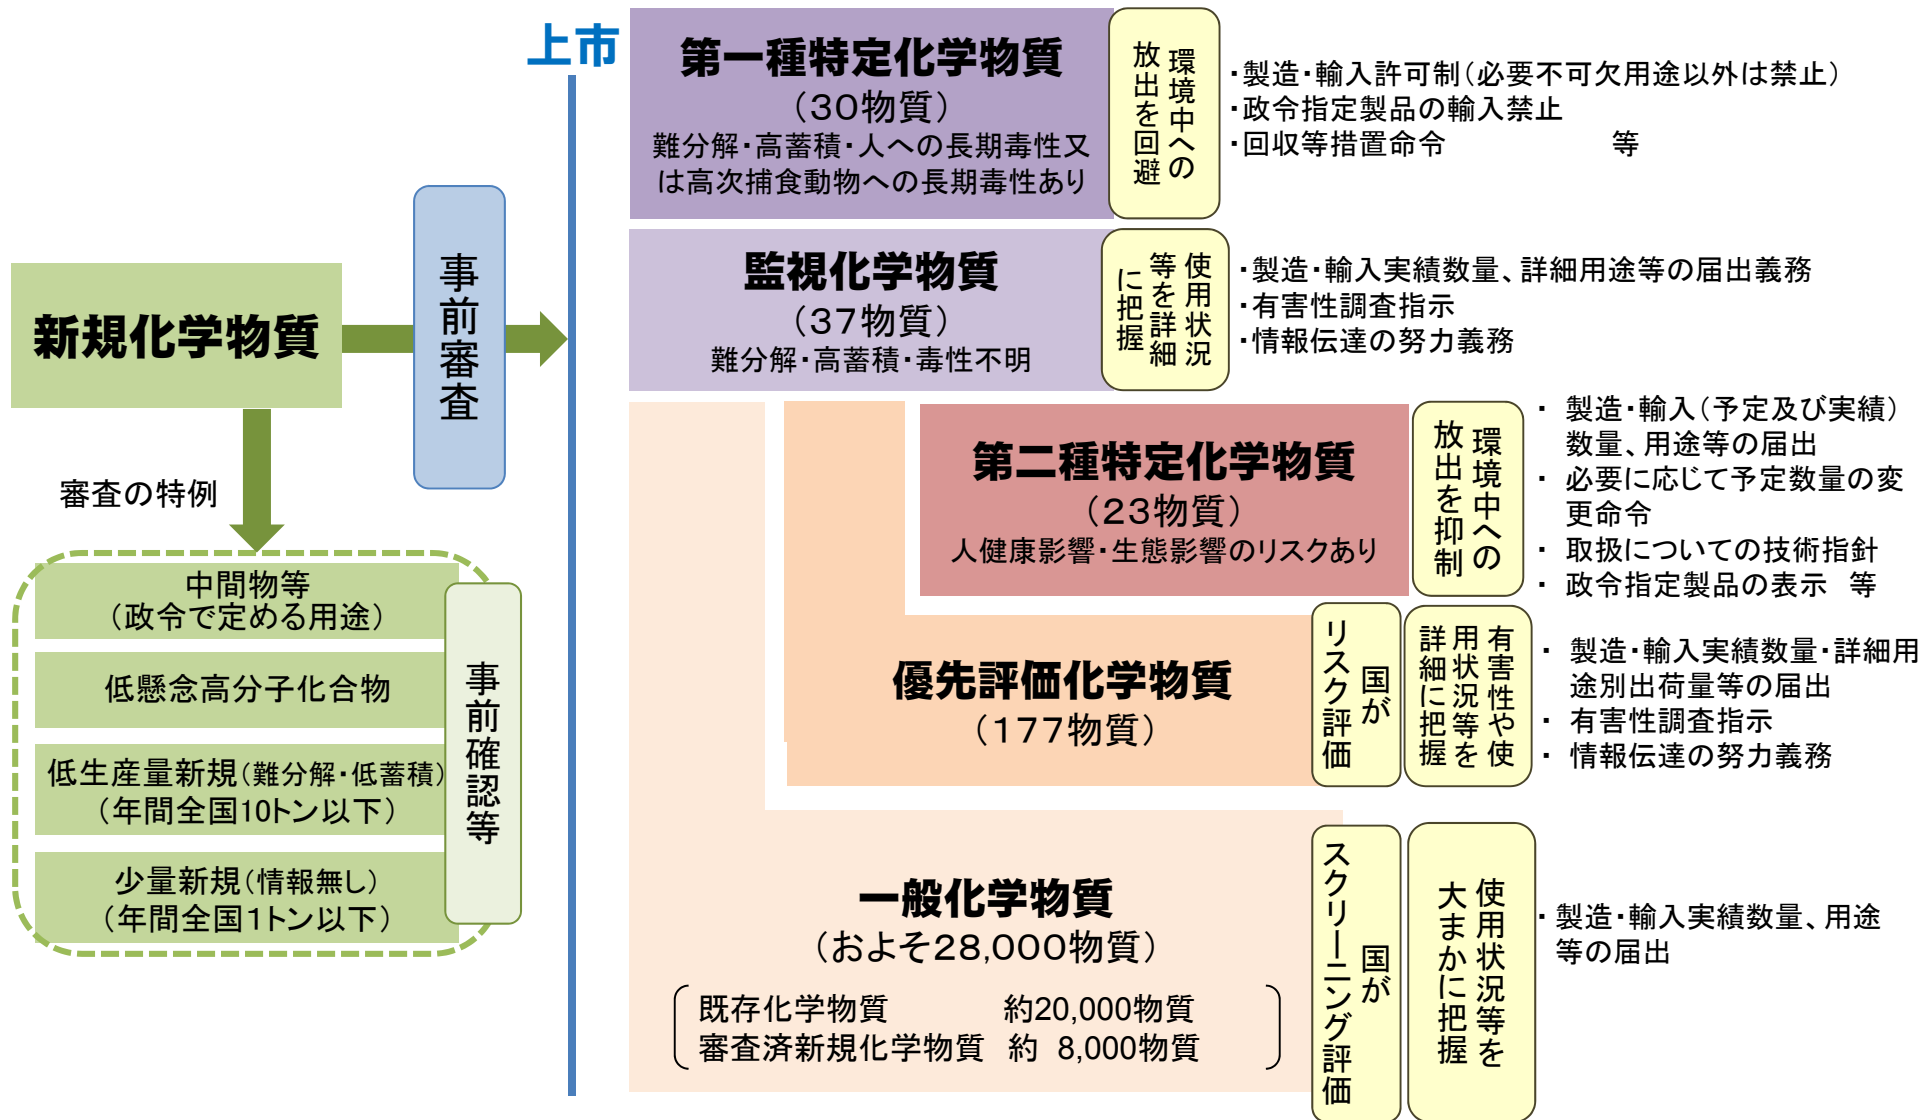 新規化学物質
事前審査
審査の特例
中間物等
(政令で定める用途)
低懸念高分子化合物
低生産量新規(難分解・低蓄積)
(年間全国10トン以下)
少量新規(情報無し)
(年間全国1トン以下)
事前確認等
上市
第一種特定化学物質
(30物質)
難分解・高蓄積・人への長期毒性又
は高次捕食動物への長期毒性あり
環境中への
放出を回避
・製造・輸入許可制(必要不可欠用途以外は禁止)
・政令指定製品の輸入禁止
・回収等措置命令 等
監視化学物質
(37物質)
難分解・高蓄積・毒性不明
使用状況
等を詳細
に把握
・製造・輸入実績数量、詳細用途等の届出義務
・有害性調査指示
・情報伝達の努力義務
第二種特定化学物質
(23物質)
人健康影響・生態影響のリスクあり
環境中への
放出を抑制
・ 製造・輸入(予定及び実績)
数量、用途等の届出
・ 必要に応じて予定数量の変
更命令
・ 取扱についての技術指針
・ 政令指定製品の表示 等
優先評価化学物質
(177物質)
国が
リスク評価
有害性や使
用状況等を
詳細に把握
・ 製造・輸入実績数量・詳細用
途別出荷量等の届出
・ 有害性調査指示
・ 情報伝達の努力義務
一般化学物質
(およそ28,000物質)
既存化学物質 約20,000物質
審査済新規化学物質 約 8,000物質
国が
スクリーニング評価
使用状況等を
大まかに把握
・製造・輸入実績数量、用途
等の届出